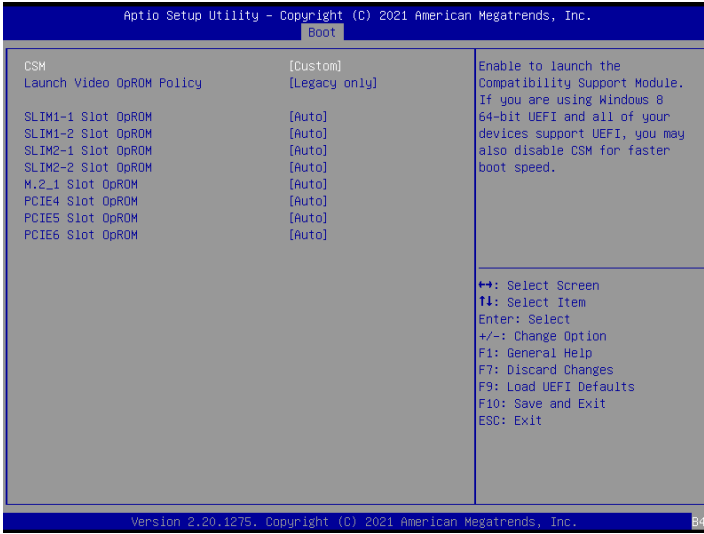 Aptio Setup Utility – Copyright (C) 2021 American Megatrends, Inc.
Boot
CSM [Custom]
Launch Video OpROM Policy [Legacy only]
SLIM1-1 Slot OpROM [Auto]
SLIM1-2 Slot OpROM [Auto]
SLIM2-1 Slot OpROM [Auto]
SLIM2-2 Slot OpROM [Auto]
M.2_1 Slot OpROM [Auto]
PCIE4 Slot OpROM [Auto]
PCIE5 Slot OpROM [Auto]
PCIE6 Slot OpROM [Auto]
Enable to launch the
Compatibility Support Module.
If you are using Windows 8
64-bit UEFI and all of your
devices support UEFI, you may
also disable CSM for faster
boot speed.
↔: Select Screen
↑↓: Select Item
Enter: Select
+/-: Change Option
F1: General Help
F7: Discard Changes
F9: Load UEFI Defaults
F10: Save and Exit
ESC: Exit
Version 2.20.1275. Copyright (C) 2021 American Megatrends, Inc.
B4